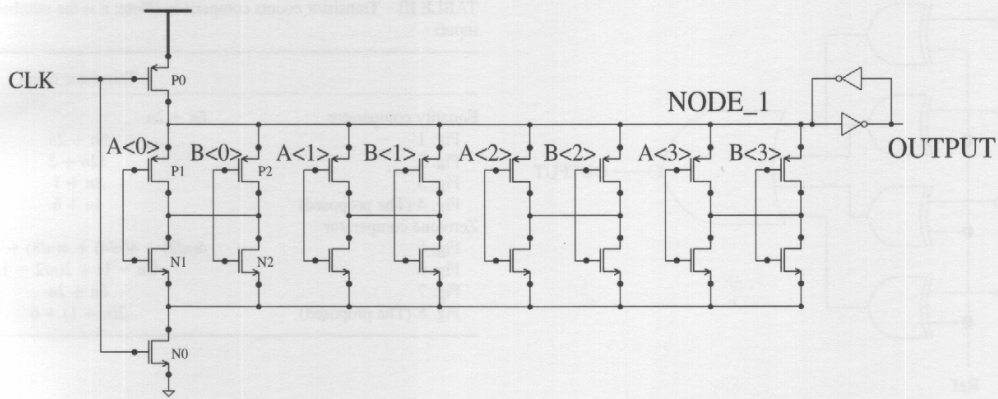 CLK
P0
NODE_1
A<0> B<0> A<1> B<1> A<2> B<2> A<3> B<3>
OUTPUT
P1 P2
N1 N2
N0